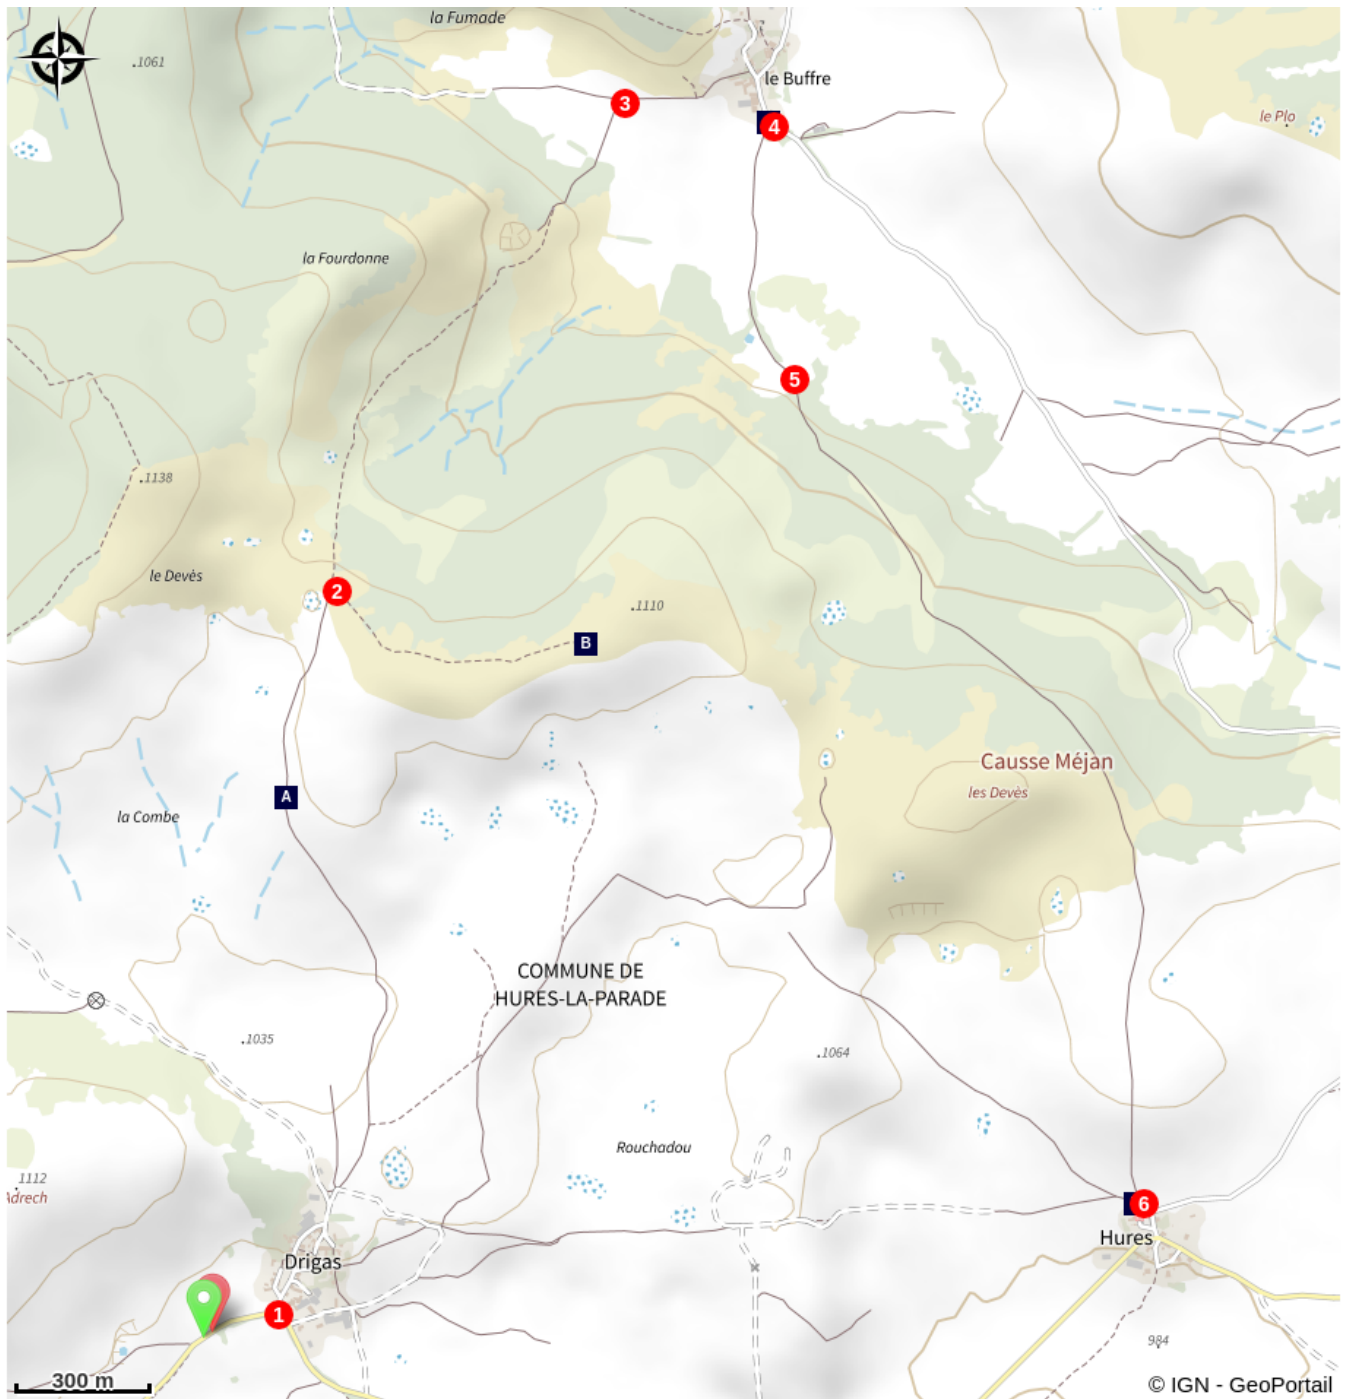 la Fumade
.1061
le Buffre
3
4
le Plo
la Fourdonne
5
.1138
le Devès
2
.1110
B
Causse Méjan
les Devès
A
la Combe
COMMUNE DE
HURES-LA-PARADE
.1035
.1064
Rouchadou
.1112
Adrech
6
Hures
Drigas
1
984
300 m
© IGN - GeoPortail